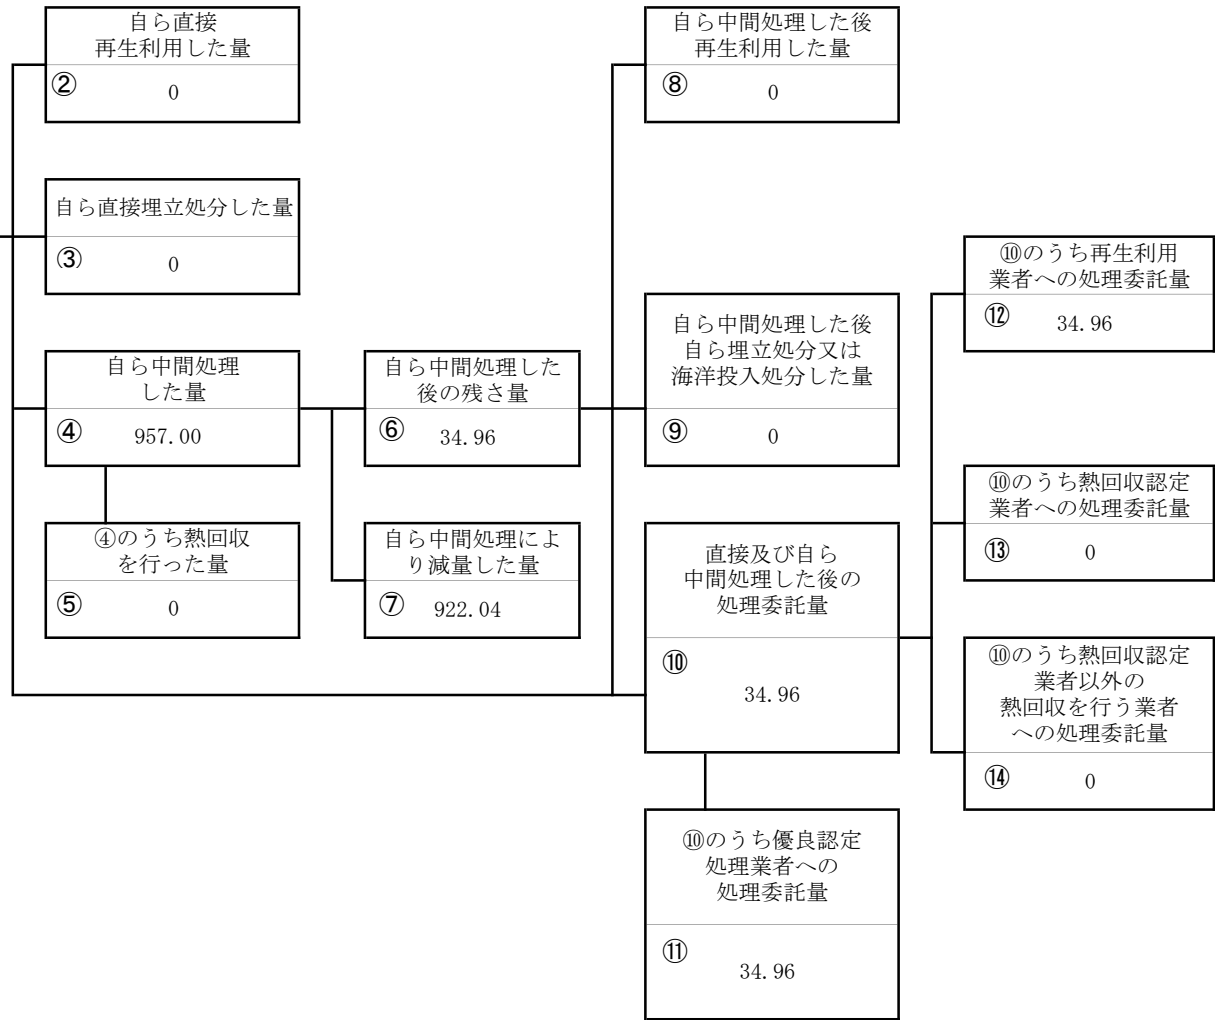 自ら直接
再生利用した量
② 0
自ら直接埋立処分した量
③ 0
自ら中間処理
した量
④ 957.00
④のうち熱回収
を行った量
⑤ 0
自ら中間処理した
後の残さ量
⑥ 34.96
自ら中間処理によ
り減量した量
⑦ 922.04
自ら中間処理した後
再生利用した量
⑧ 0
自ら中間処理した後
自ら埋立処分又は
海洋投入処分した量
⑨ 0
直接及び自ら
中間処理した後の
処理委託量
⑩
34.96
⑩のうち優良認定
処理業者への
処理委託量
⑪
34.96
⑩のうち再生利用
業者への処理委託量
⑫ 34.96
⑩のうち熱回収認定
業者への処理委託量
⑬ 0
⑩のうち熱回収認定
業者以外の
熱回収を行う業者
への処理委託量
⑭ 0